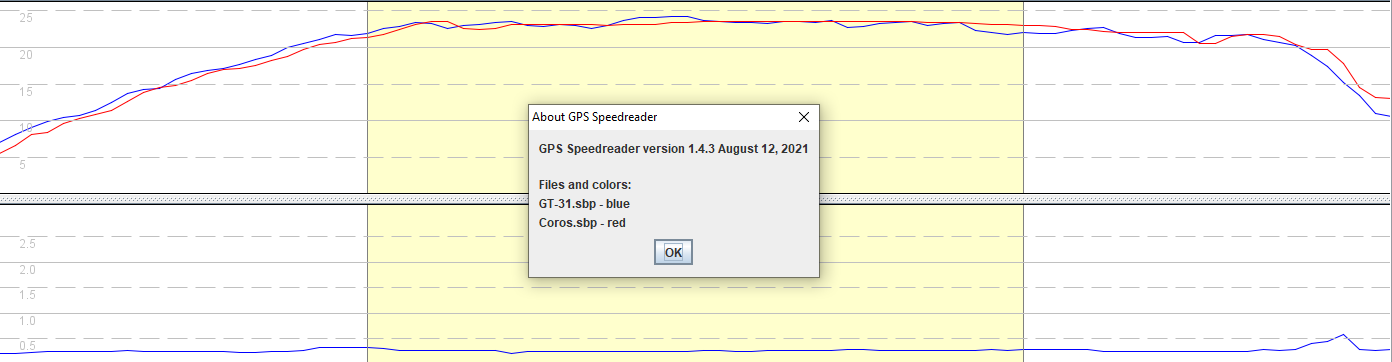 25
20
15
10
5
About GPS Speedreader
GPS Speedreader version 1.4.3 August 12, 2021
Files and colors:
GT-31.sbp - blue
Coros.sbp - red
OK
2.5
2.0
1.5
1.0
0.5